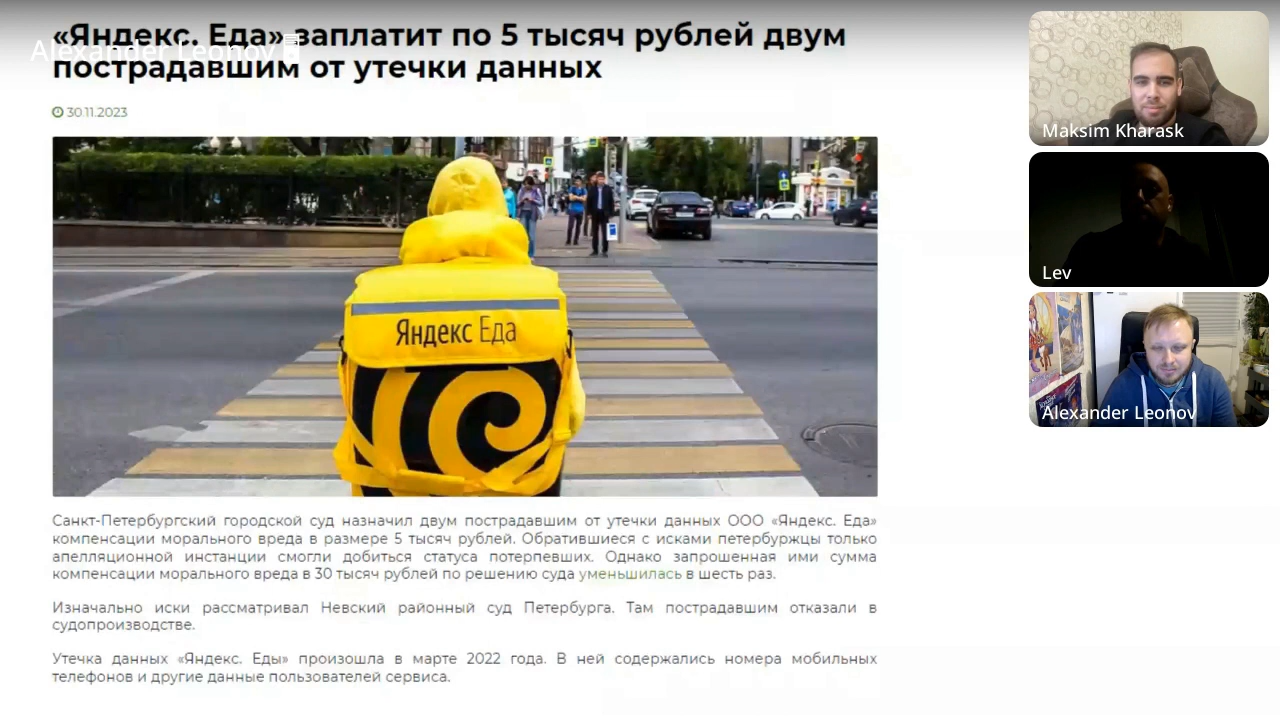 «Яндекс. Еда» заплатит по 5 тысяч рублей двум
пострадавшим от утечки данных
Alexander Leonov
30.11.2023
Яндекс Еда
Санкт-Петербургский городской суд назначил двум пострадавшим от утечки данных ООО «Яндекс. Еда»
компенсации морального вреда в размере 5 тысяч рублей. Обратившиеся с исками петербуржцы только в
апелляционной инстанции смогли добиться статуса потерпевших. Однако запрошенная ими сумма
компенсации морального вреда в 30 тысяч рублей по решению суда уменьшилась в шесть раз.
Изначально иски рассматривал Невский районный суд Петербурга. Там пострадавшим отказали в
судопроизводстве.
Утечка данных «Яндекс. Еды» произошла в марте 2022 года. В ней содержались номера мобильных
телефонов и другие данные пользователей сервиса.
Maksim Kharask
Lev
Alexander Leonov